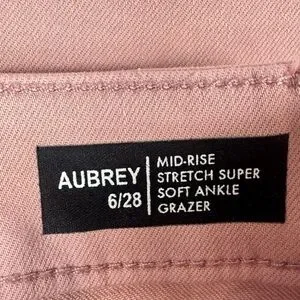 AUBREY
6/28
MID-RISE
STRETCH SUPER
SOFT ANKLE
GRAZER